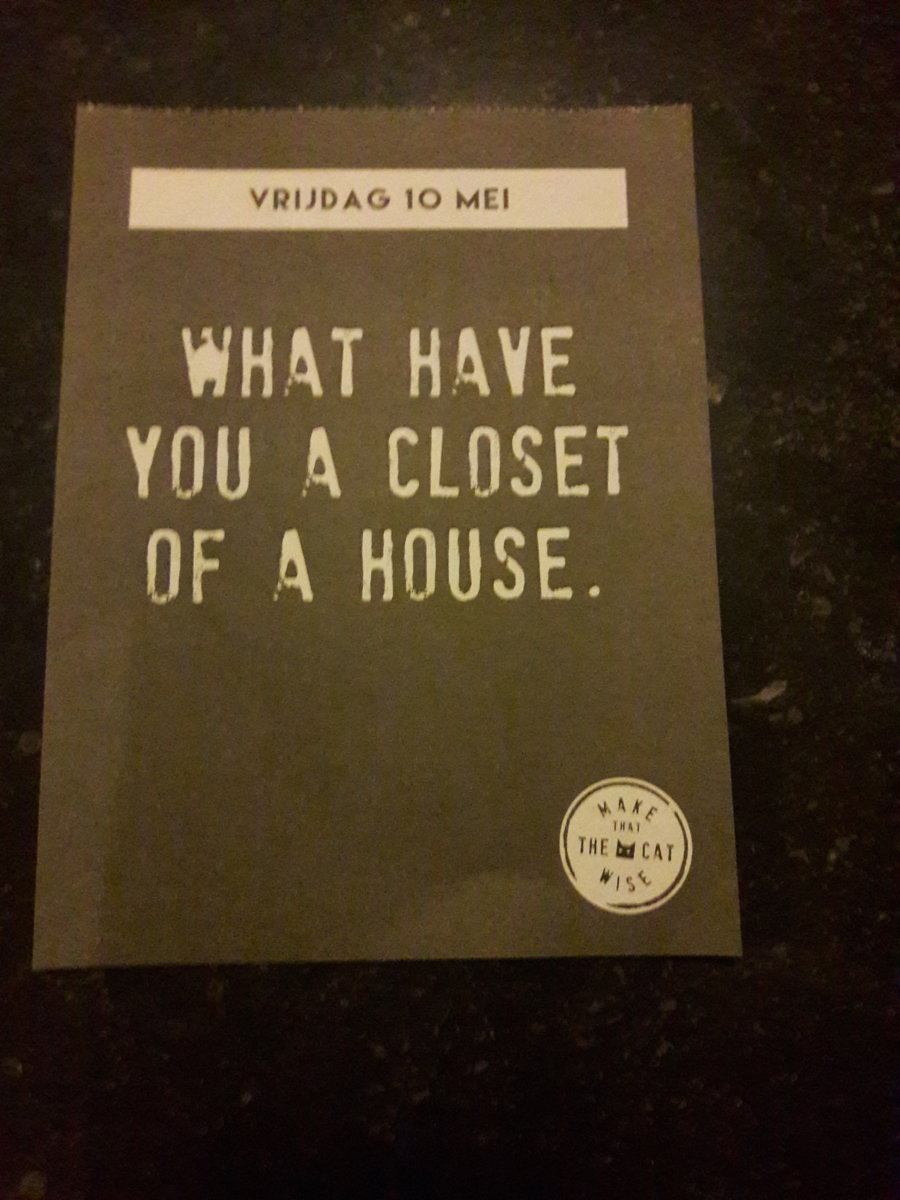 VRIJDAG 10 MEI
WHAT HAVE
YOU A CLOSET
OF A HOUSE.
MAKE
THAT
THE CAT
WISE